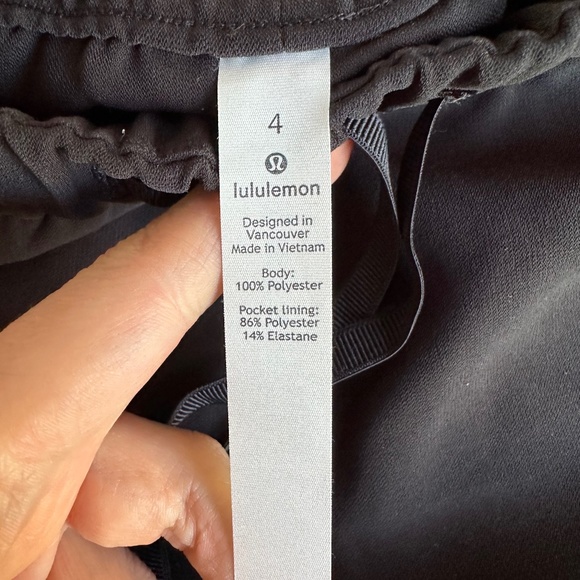 4
lululemon
Designed in
Vancouver
Made in Vietnam
Body:
100% Polyester
Pocket lining:
86% Polyester
14% Elastane